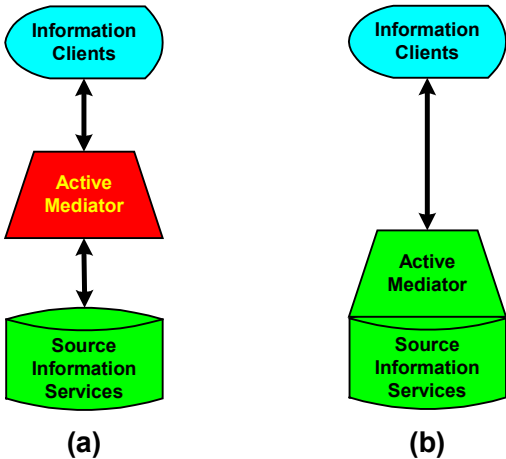 Information
Clients
Active
Mediator
Source
Information
Services
(a)
Information
Clients
Active
Mediator
Source
Information
Services
(b)